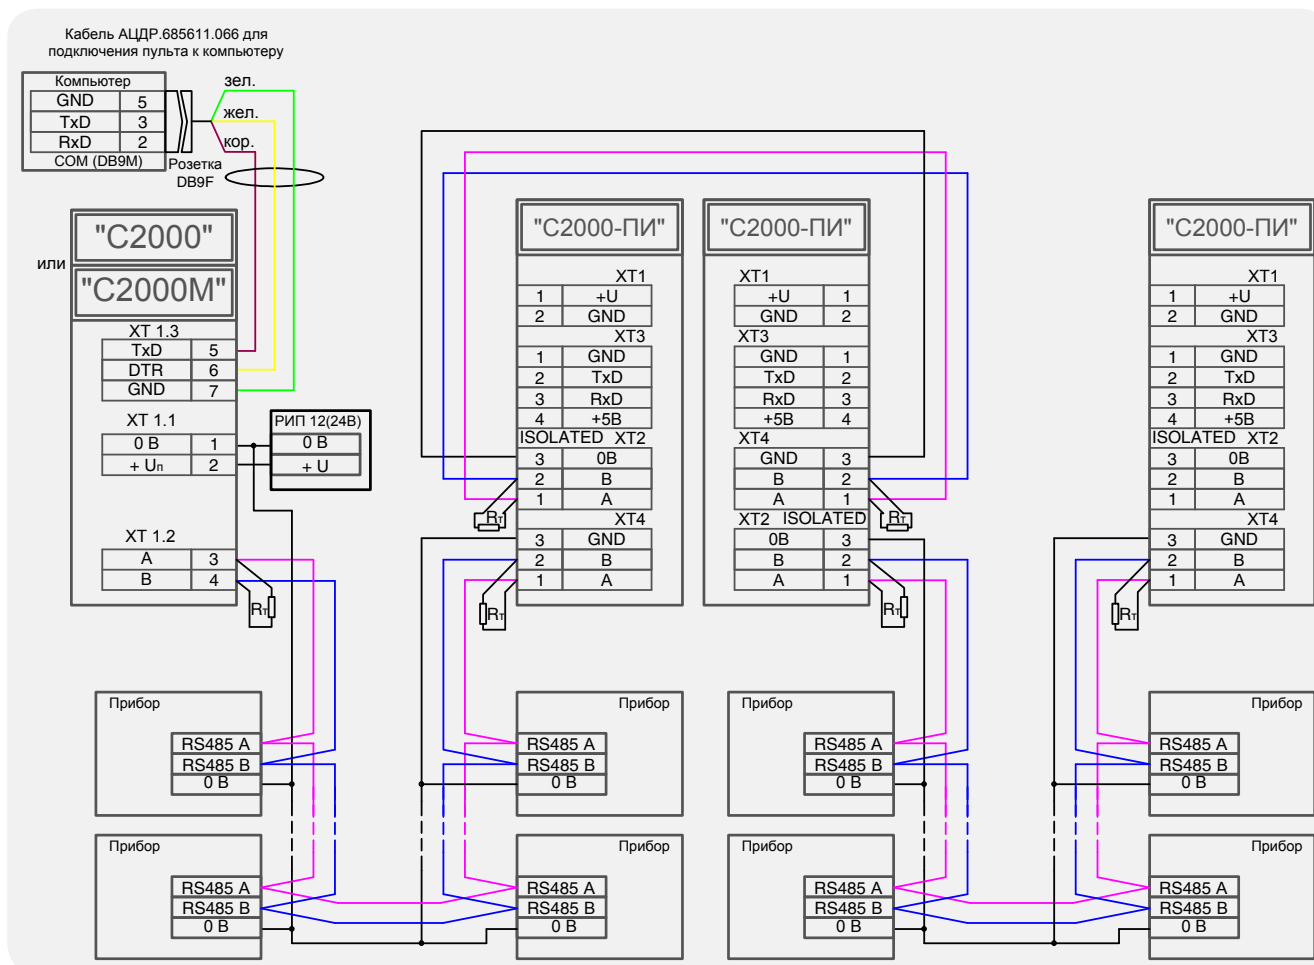 Кабель АЦДР.685611.066 для
подключения пульта к компьютеру
Компьютер
GND 5
TxD 3
RxD 2
COM (DB9M)
Розетка
DB9F
зел.
жел.
кор.
"С2000"
или
"С2000М"
XT 1.3
TxD 5
DTR 6
GND 7
XT 1.1
0 В 1
+ Uп 2
РИП 12(24В)
0 В
+ U
XT 1.2
A 3
B 4
Rт
"С2000-ПИ"
XT1
1 +U
2 GND
XT3
1 GND
2 TxD
3 RxD
4 +5В
ISOLATED XT2
3 0В
2 B
1 A
Rт
XT4
3 GND
2 B
1 A
Rт
"С2000-ПИ"
XT1
+U 1
GND 2
XT3
GND 1
TxD 2
RxD 3
+5В 4
XT4
GND 3
B 2
A 1
Rт
XT2 ISOLATED
0В 3
B 2
A 1
Rт
"С2000-ПИ"
XT1
1 +U
2 GND
XT3
1 GND
2 TxD
3 RxD
4 +5В
ISOLATED XT2
3 0В
2 B
1 A
XT4
3 GND
2 B
1 A
Rт
Прибор
RS485 A
RS485 B
0 В
Прибор
RS485 A
RS485 B
0 В
Прибор
RS485 A
RS485 B
0 В
Прибор
RS485 A
RS485 B
0 В
Прибор
RS485 A
RS485 B
0 В
Прибор
RS485 A
RS485 B
0 В
Прибор
RS485 A
RS485 B
0 В
Прибор
RS485 A
RS485 B
0 В